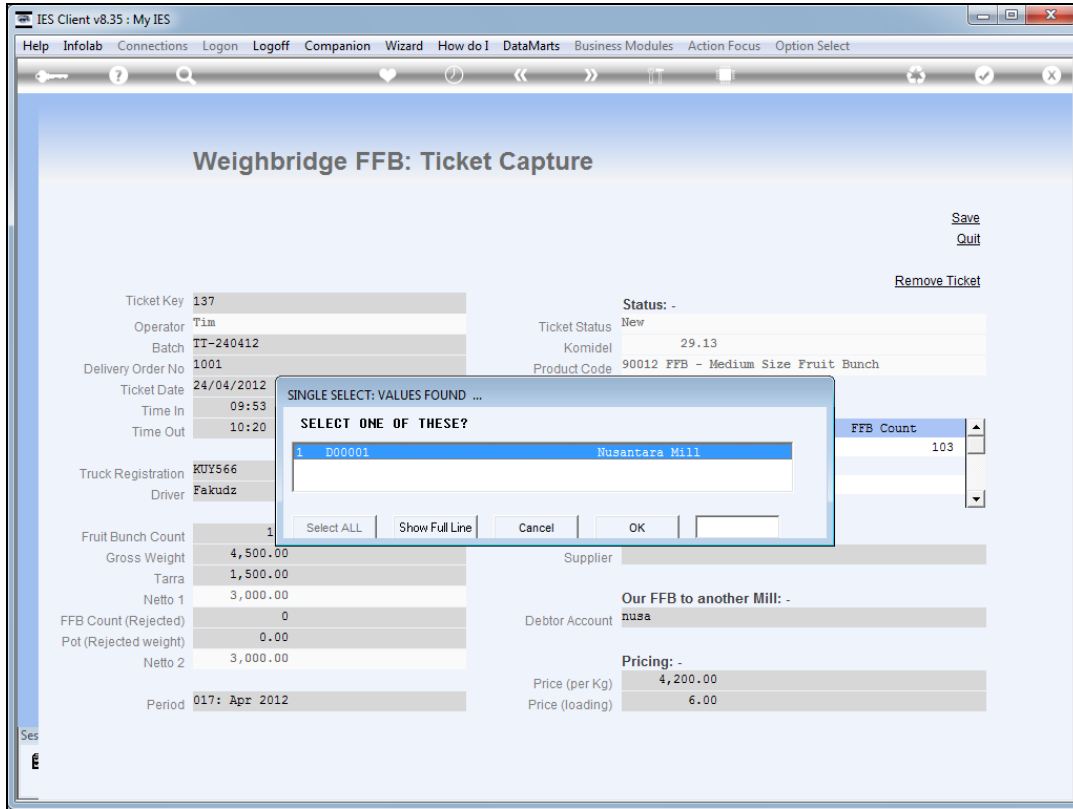 IES Client v8.35 : My IES
Help Infolab Connections Logon Logoff Companion Wizard How do I DataMarts Business Modules Action Focus Option Select
Weighbridge FFB: Ticket Capture
Save
Quit
Remove Ticket
Ticket Key 137
Status: -
Operator Tim
Ticket Status New
Batch TT-240412
Komidel 29.13
Delivery Order No 1001
Product Code 90012 FFB - Medium Size Fruit Bunch
Ticket Date 24/04/2012
Time In 09:53
Time Out 10:20
FFB Count
103
SINGLE SELECT: VALUES FOUND ...
SELECT ONE OF THESE?
1 D00001 Nusantara Mill
Select ALL Show Full Line Cancel OK
Truck Registration KUY566
Driver Fakudz
Fruit Bunch Count 1
Gross Weight 4,500.00
Supplier
Tarra 1,500.00
Netto 1 3,000.00
Our FFB to another Mill: -
FFB Count (Rejected) 0
Debtor Account nusa
Pot (Rejected weight) 0.00
Netto 2 3,000.00
Pricing: -
Price (per Kg) 4,200.00
Period 017: Apr 2012
Price (loading) 6.00
Ses